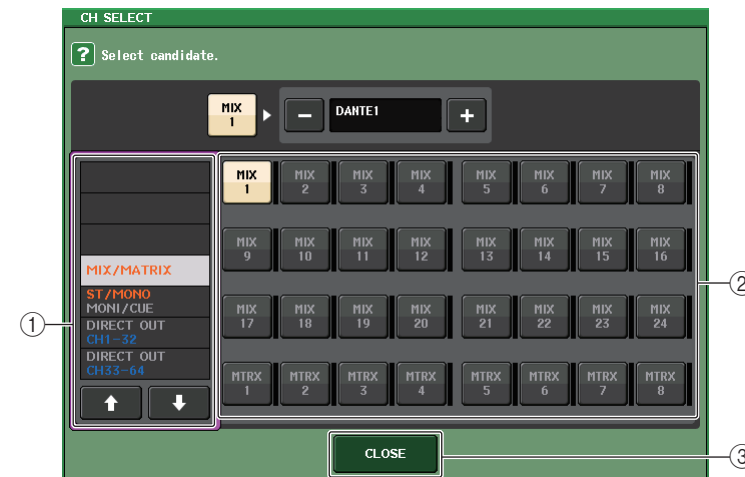 CH SELECT
? Select candidate.
MIX
1
−
DANTE1
+
MIX/MATRIX
ST/MONO
MONI/CUE
DIRECT OUT
CH1-32
DIRECT OUT
CH33-64
MIX 1 MIX 2 MIX 3 MIX 4 MIX 5 MIX 6 MIX 7 MIX 8
MIX 9 MIX 10 MIX 11 MIX 12 MIX 13 MIX 14 MIX 15 MIX 16
MIX 17 MIX 18 MIX 19 MIX 20 MIX 21 MIX 22 MIX 23 MIX 24
MTRX 1 MTRX 2 MTRX 3 MTRX 4 MTRX 5 MTRX 6 MTRX 7 MTRX 8
CLOSE
①
②
③